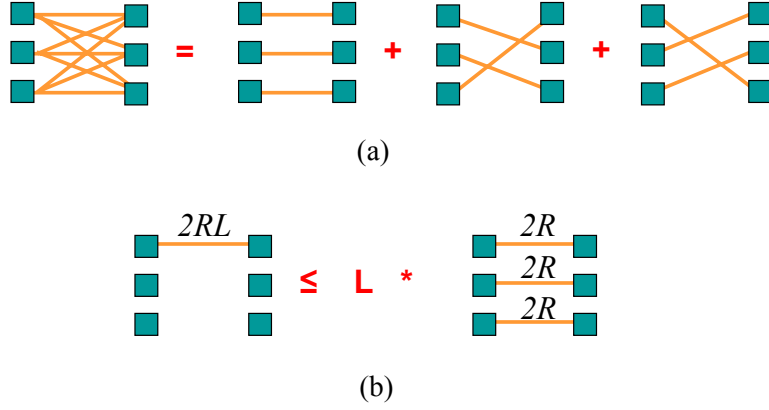 = + +
(a)
2RL 2R
≤ L * 2R
2R
(b)